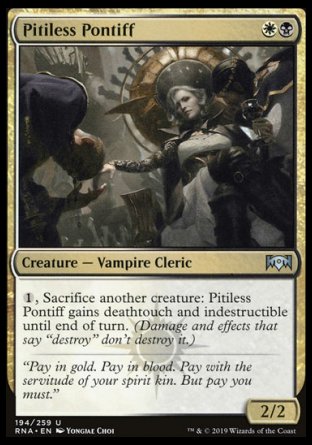 Pitiless Pontiff
Creature — Vampire Cleric
1, Sacrifice another creature: Pitiless
Pontiff gains deathtouch and indestructible
until end of turn. (Damage and effects that
say “destroy” don’t destroy it.)
“Pay in gold. Pay in blood. Pay with the
servitude of your spirit kin. But pay
you must.”
2/2
194/259 U
RNA • EN Yongjae Choi
™ & © 2019 Wizards of the Coast